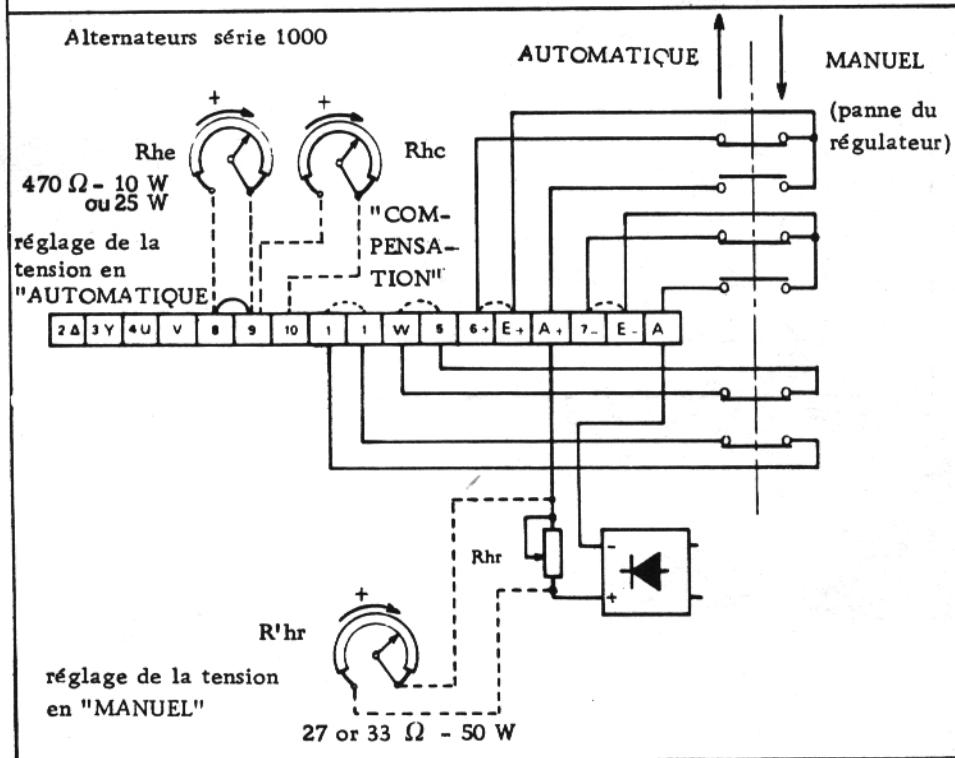 Alternateurs série 1000
AUTOMATIQUE
MANUEL
(panne du
régulateur)
+
+
Rhe
Rhc
470 Ω - 10 W
ou 25 W
"COM-
PENSA-
TION"
réglage de la
tension en
"AUTOMATIQUE
2 Δ 3 Y 4 U V 8 9 10 1 1 W 5 6+ E+ A+ 7- E- A
Rhr
-
+
+
R'hr
réglage de la tension
en "MANUEL"
27 or 33 Ω - 50 W